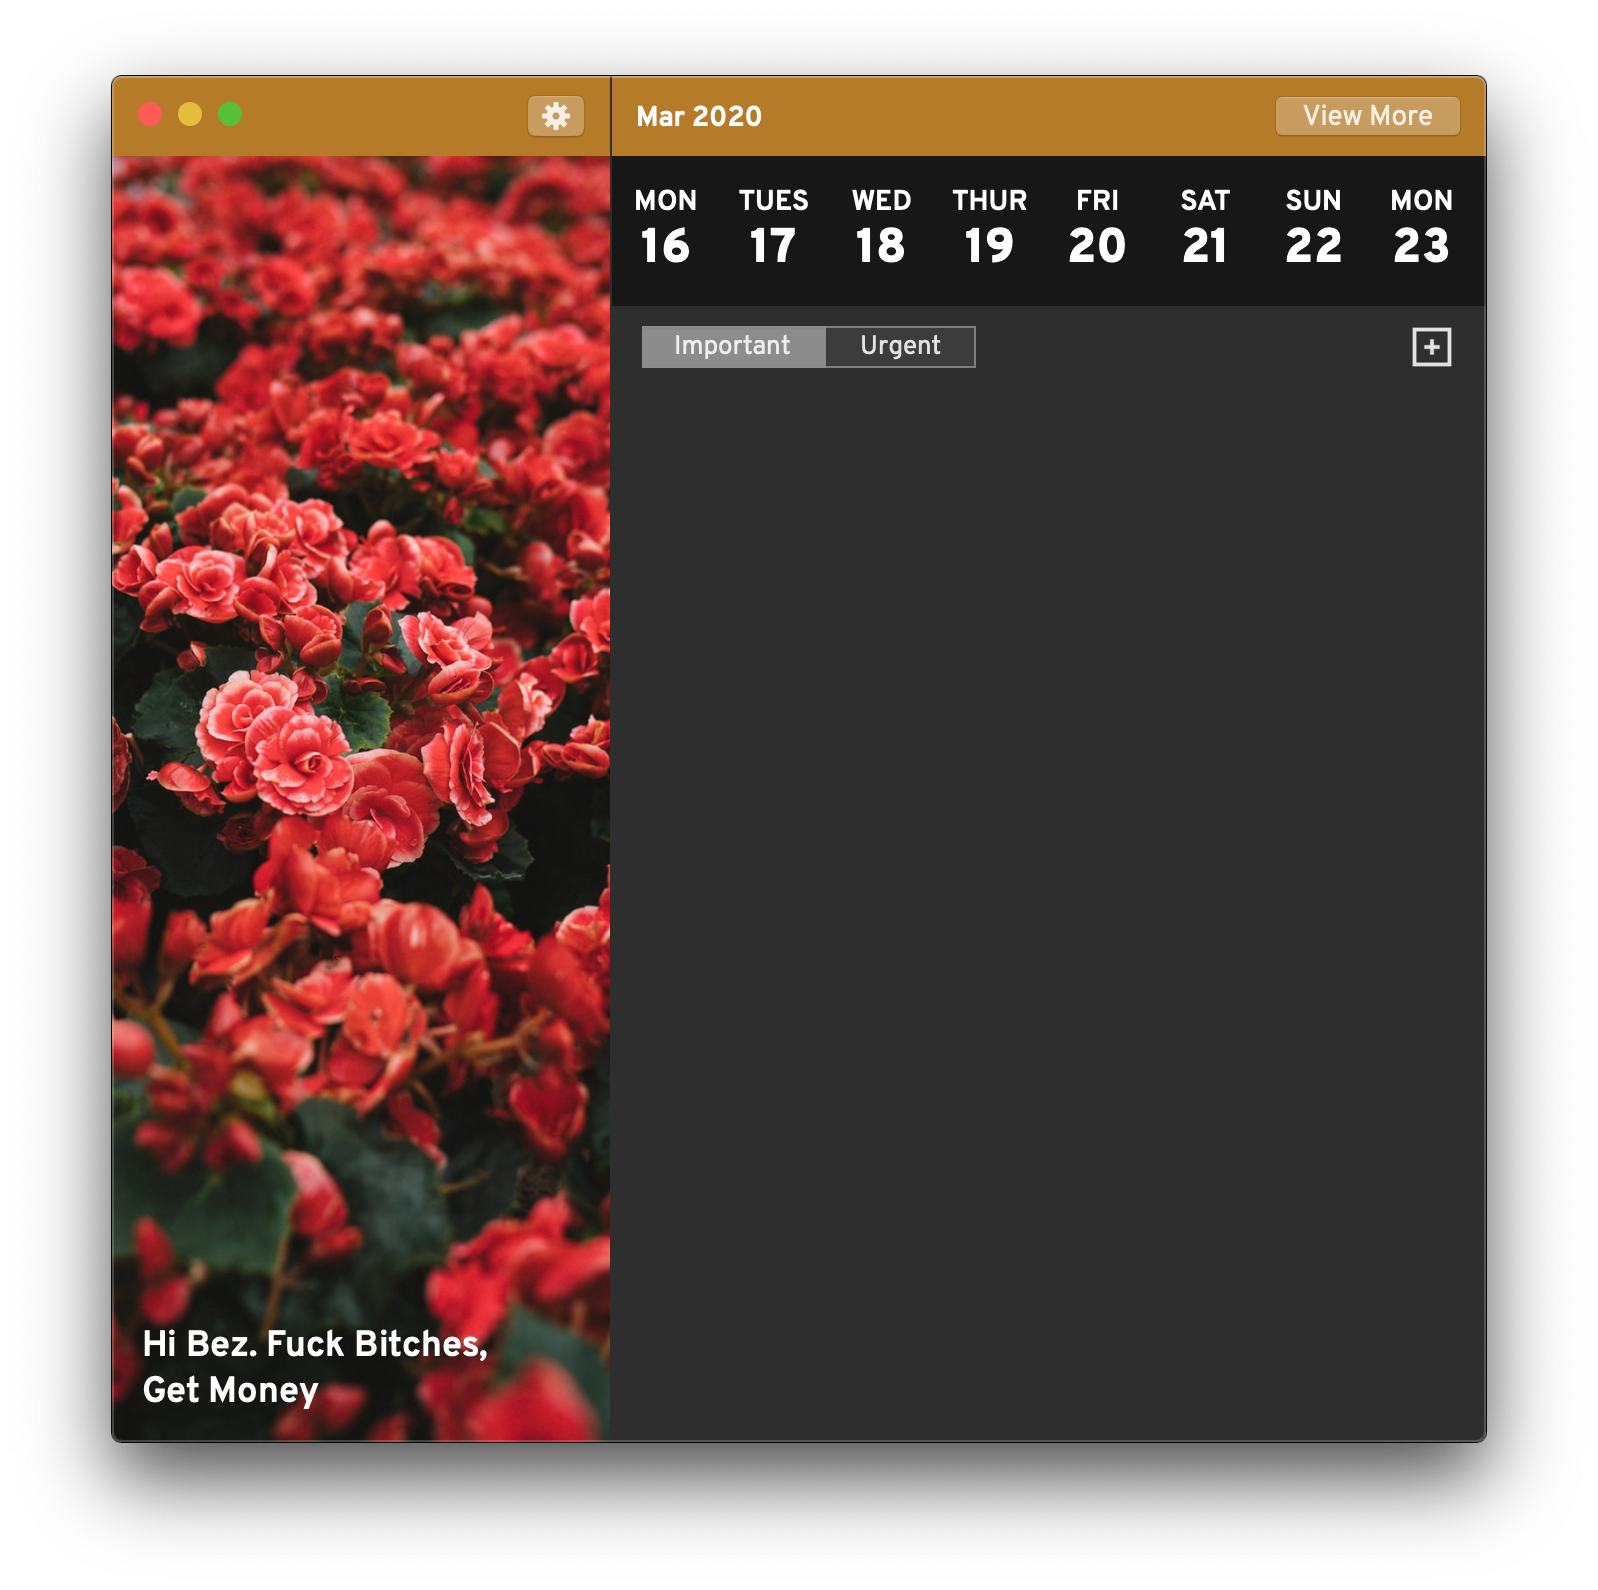 Mar 2020
View More
MON TUES WED THUR FRI SAT SUN MON
16 17 18 19 20 21 22 23
Important Urgent
Hi Bez. Fuck Bitches,
Get Money